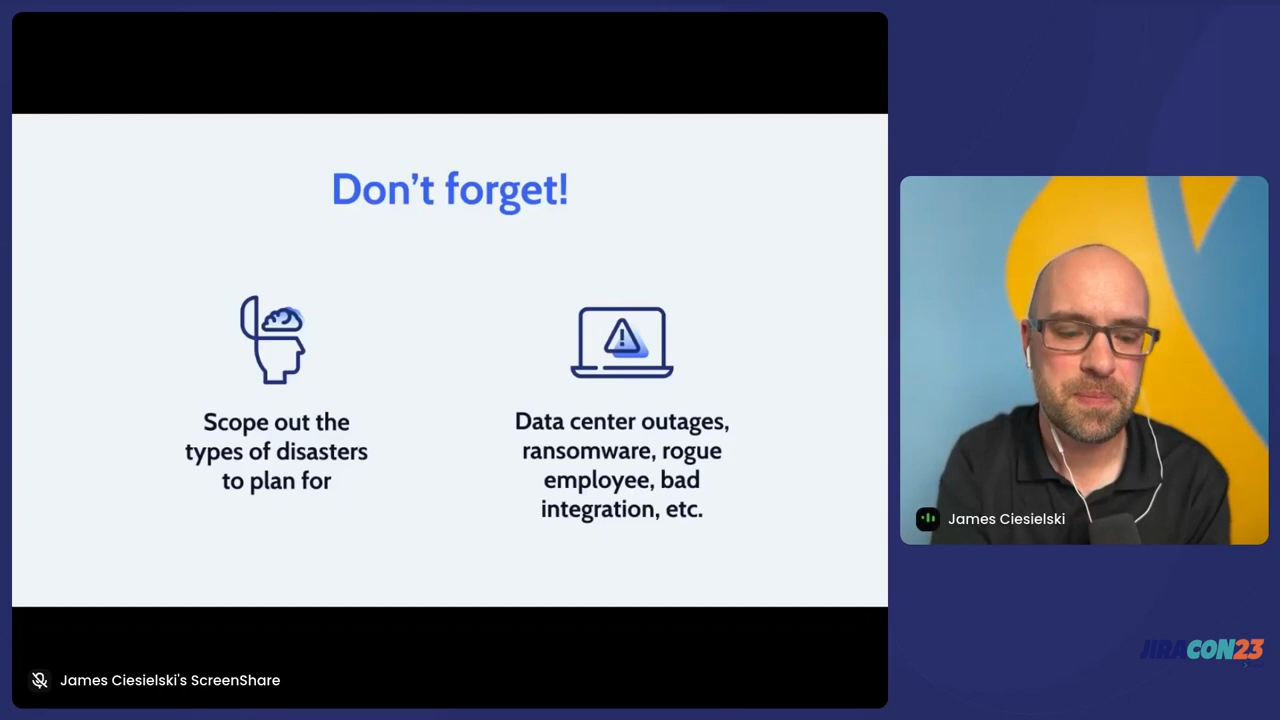 Don't forget!
Scope out the
types of disasters
to plan for
Data center outages,
ransomware, rogue
employee, bad
integration, etc.
James Ciesielski
James Ciesielski's ScreenShare
JIRACON23